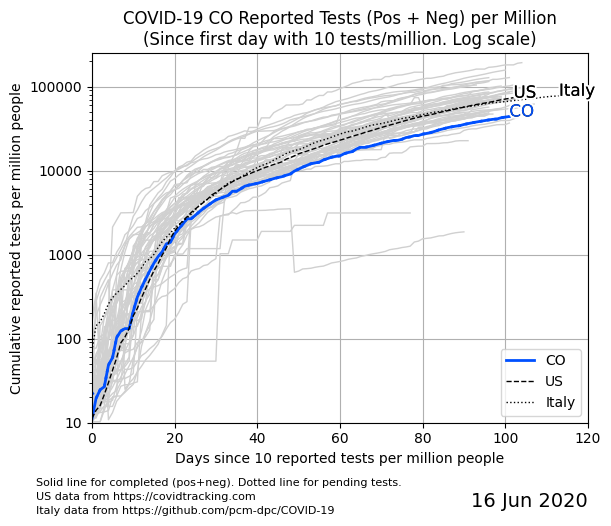 COVID-19 CO Reported Tests (Pos + Neg) per Million
(Since first day with 10 tests/million. Log scale)
Cumulative reported tests per million people
100000
10000
1000
100
10
US
Italy
CO
CO
US
Italy
0 20 40 60 80 100 120
Days since 10 reported tests per million people
Solid line for completed (pos+neg). Dotted line for pending tests.
US data from https://covidtracking.com
Italy data from https://github.com/pcm-dpc/COVID-19
16 Jun 2020